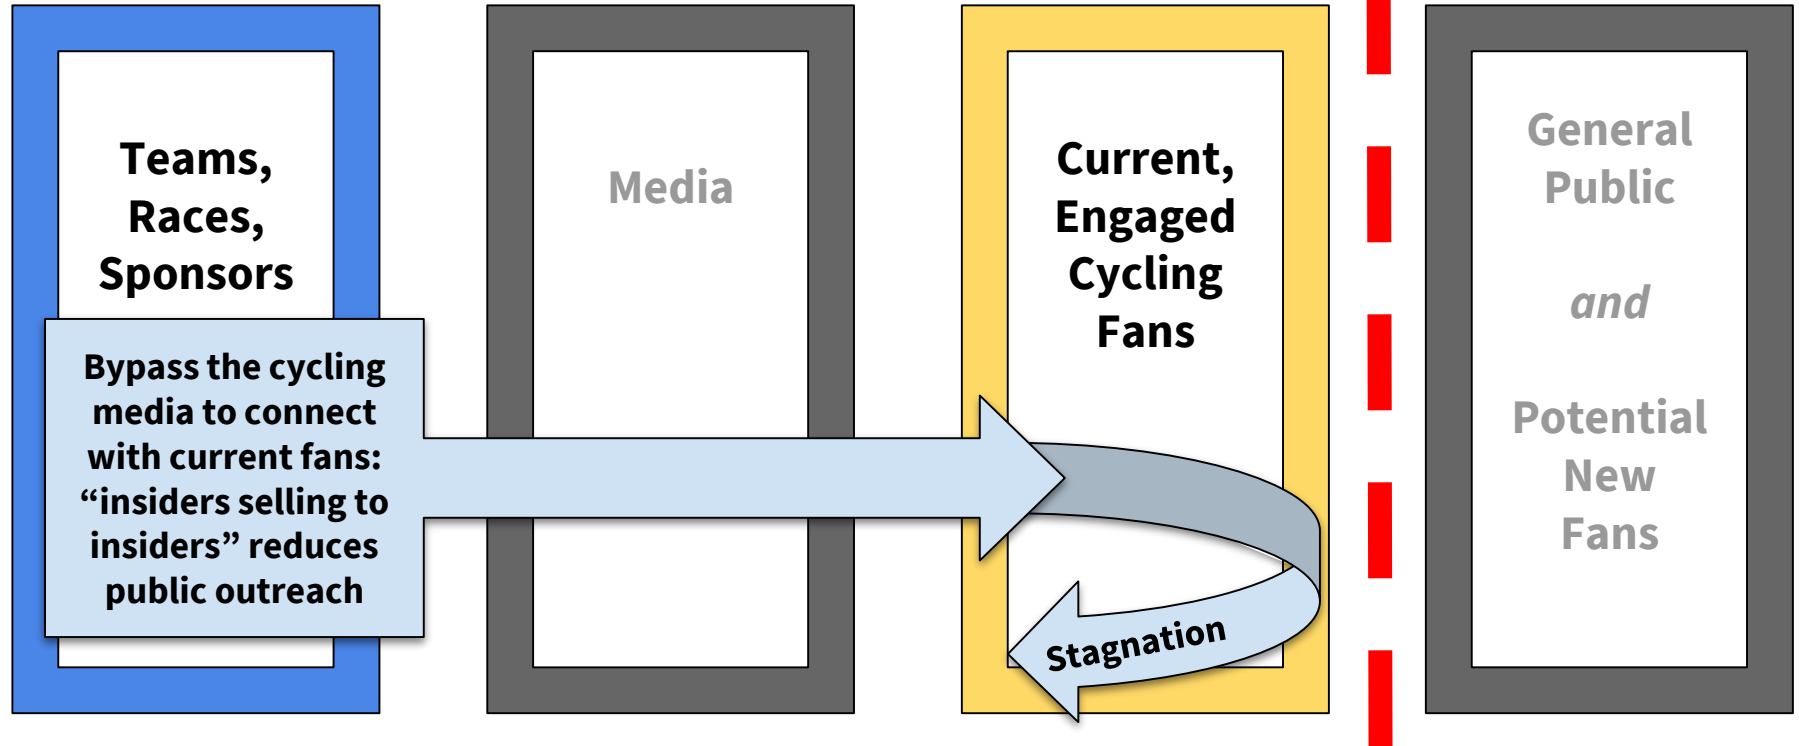 Teams,
Races,
Sponsors
Bypass the cycling
media to connect
with current fans:
“insiders selling to
insiders” reduces
public outreach
Media
Current,
Engaged
Cycling
Fans
Stagnation
General
Public
and
Potential
New
Fans